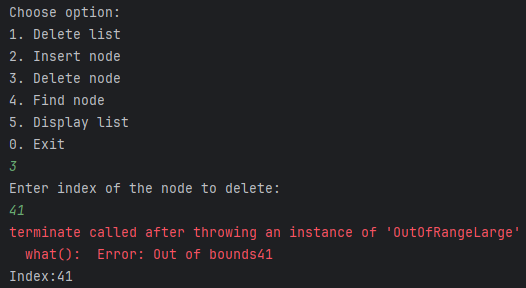 Choose option:
1. Delete list
2. Insert node
3. Delete node
4. Find node
5. Display list
0. Exit
3
Enter index of the node to delete:
41
terminate called after throwing an instance of 'OutOfRangeLarge'
  what():  Error: Out of bounds41
Index:41